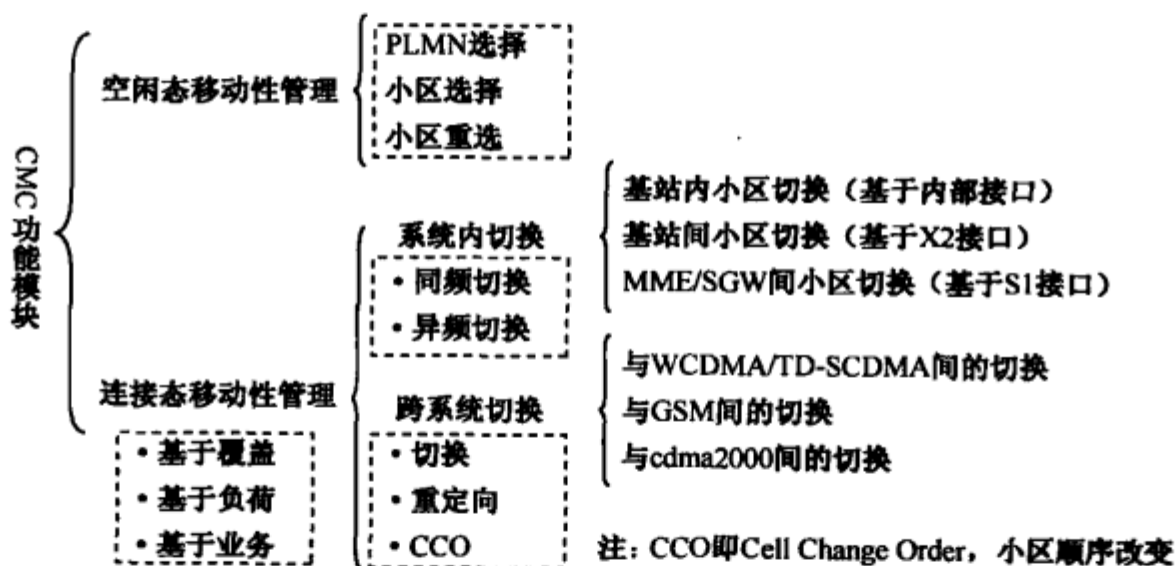 CMC功能模块
空闲态移动性管理
PLMN选择
小区选择
小区重选
连接态移动性管理
• 基于覆盖
• 基于负荷
• 基于业务
系统内切换
• 同频切换
• 异频切换
基站内小区切换（基于内部接口）
基站间小区切换（基于X2接口）
MME/SGW间小区切换（基于S1接口）
跨系统切换
• 切换
• 重定向
• CCO
与WCDMA/TD-SCDMA间的切换
与GSM间的切换
与cdma2000间的切换
注：CCO即Cell Change Order，小区顺序改变